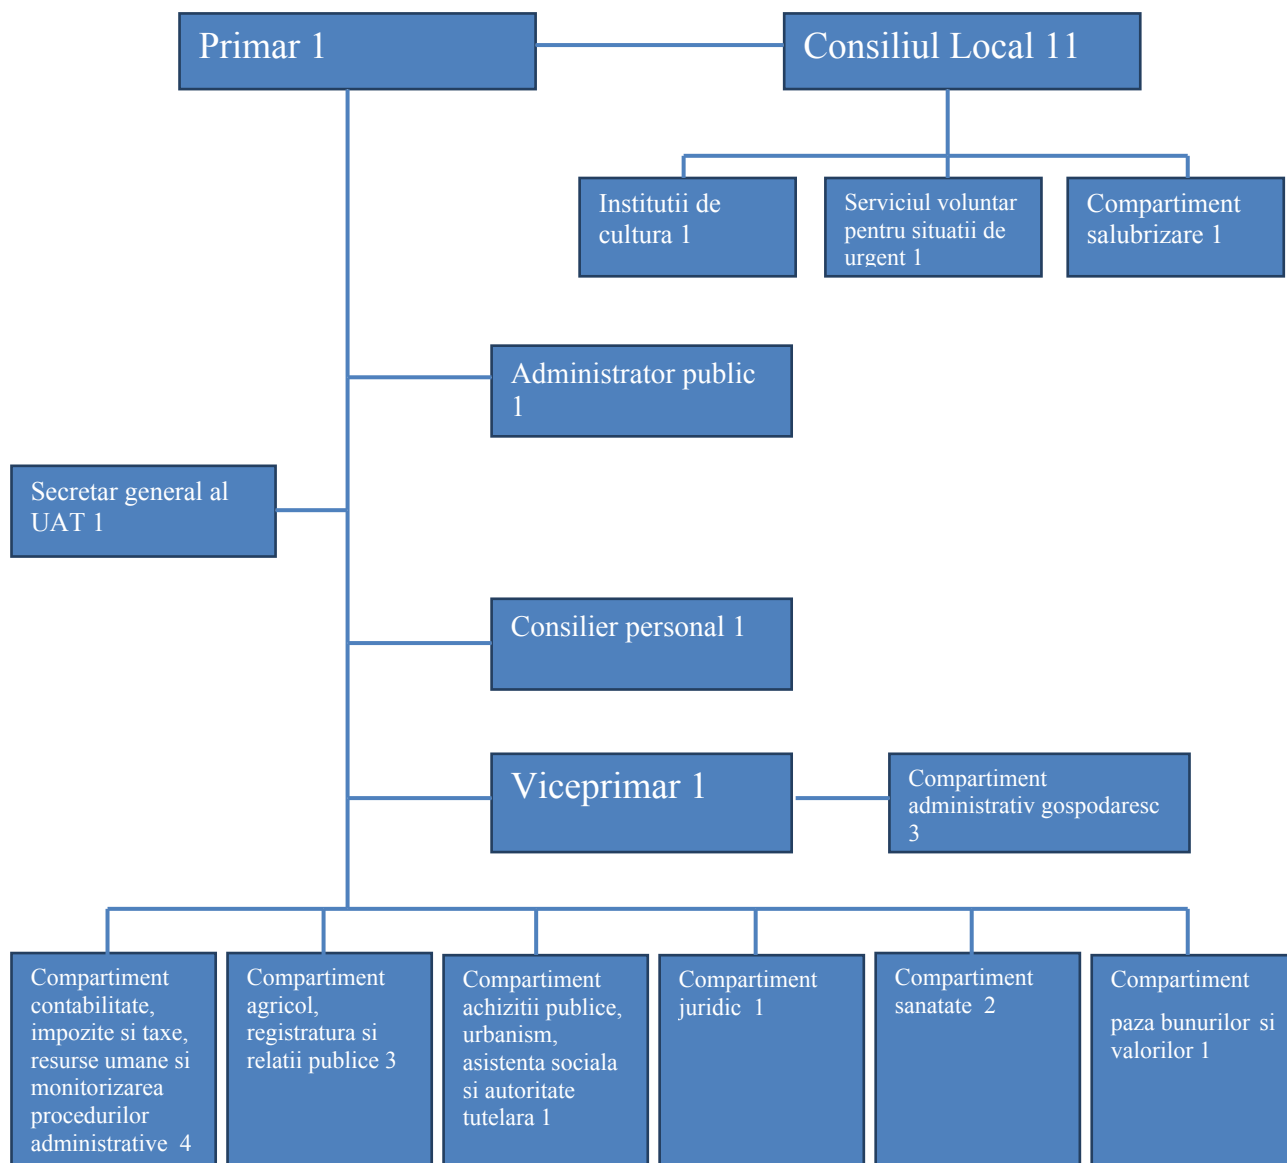 Primar 1
Consiliul Local 11
Institutii de
cultura 1
Serviciul voluntar
pentru situatii de
urgent 1
Compartiment
salubrizare 1
Administrator public
1
Secretar general al
UAT 1
Consilier personal 1
Viceprimar 1
Compartiment
administrativ gospodaresc
3
Compartiment
contabilitate,
impozite si taxe,
resurse umane si
monitorizarea
procedurilor
administrative 4
Compartiment
agricol,
registratura si
relatii publice 3
Compartiment
achizitii publice,
urbanism,
asistenta sociala
si autoritate
tutelara 1
Compartiment
juridic 1
Compartiment
sanatate 2
Compartiment
paza bunurilor si
valorilor 1